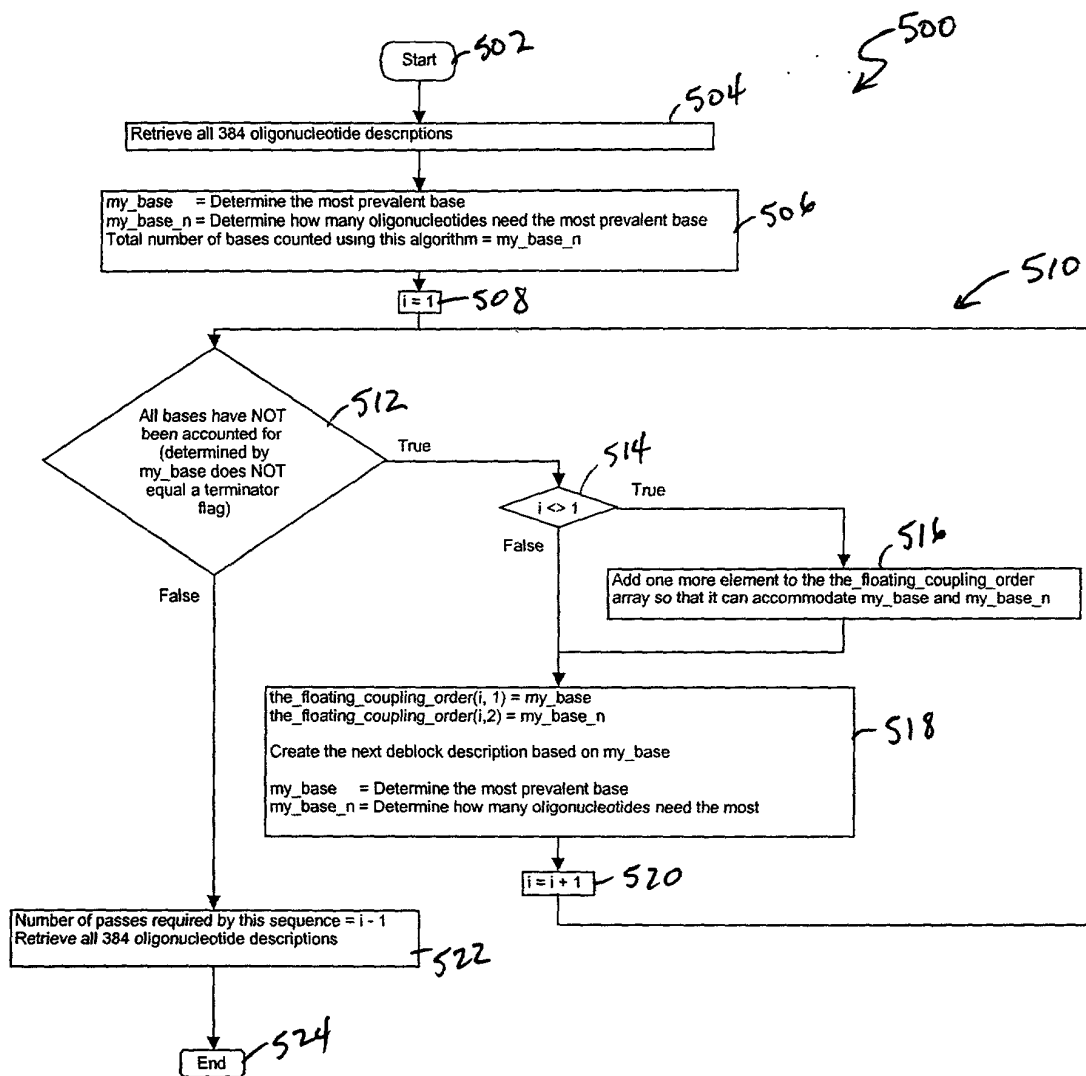 500
Start
502
504
Retrieve all 384 oligonucleotide descriptions
my_base = Determine the most prevalent base
my_base_n = Determine how many oligonucleotides need the most prevalent base
Total number of bases counted using this algorithm = my_base_n
506
510
i = 1
508
512
All bases have NOT
been accounted for
(determined by
my_base does NOT
equal a terminator
flag)
True
514
i <> 1
True
False
516
Add one more element to the the_floating_coupling_order
array so that it can accommodate my_base and my_base_n
False
the_floating_coupling_order(i, 1) = my_base
the_floating_coupling_order(i,2) = my_base_n
Create the next deblock description based on my_base
my_base = Determine the most prevalent base
my_base_n = Determine how many oligonucleotides need the most
518
i = i + 1
520
Number of passes required by this sequence = i - 1
Retrieve all 384 oligonucleotide descriptions
522
End
524